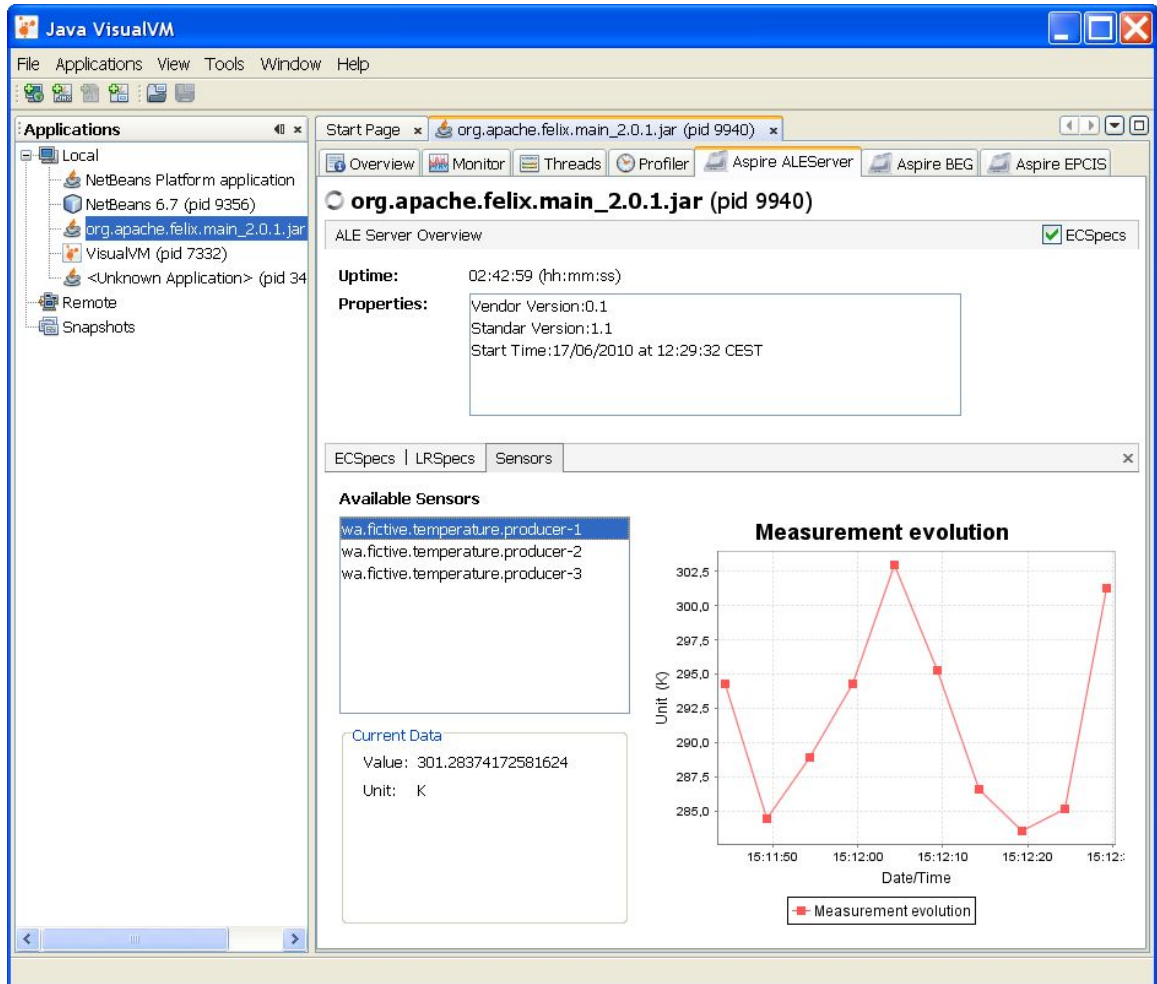 Java VisualVM
File Applications View Tools Window Help
Applications
Start Page org.apache.felix.main_2.0.1.jar (pid 9940)
Local
NetBeans Platform application
NetBeans 6.7 (pid 9356)
org.apache.felix.main_2.0.1.jar
VisualVM (pid 7332)
<Unknown Application> (pid 34
Remote
Snapshots
Overview Monitor Threads Profiler Aspire ALEServer Aspire BEG Aspire EPCIS
org.apache.felix.main_2.0.1.jar (pid 9940)
ALE Server Overview ECSpecs
Uptime: 02:42:59 (hh:mm:ss)
Properties: Vendor Version:0.1
Standar Version:1.1
Start Time:17/06/2010 at 12:29:32 CEST
ECSpecs LRSpecs Sensors
Available Sensors
wa.fictive.temperature.producer-1
wa.fictive.temperature.producer-2
wa.fictive.temperature.producer-3
Current Data
Value: 301.28374172581624
Unit: K
Measurement evolution
302,5
300,0
297,5
295,0
292,5
290,0
287,5
285,0
Unit (K)
15:11:50 15:12:00 15:12:10 15:12:20 15:12:
Date/Time
Measurement evolution